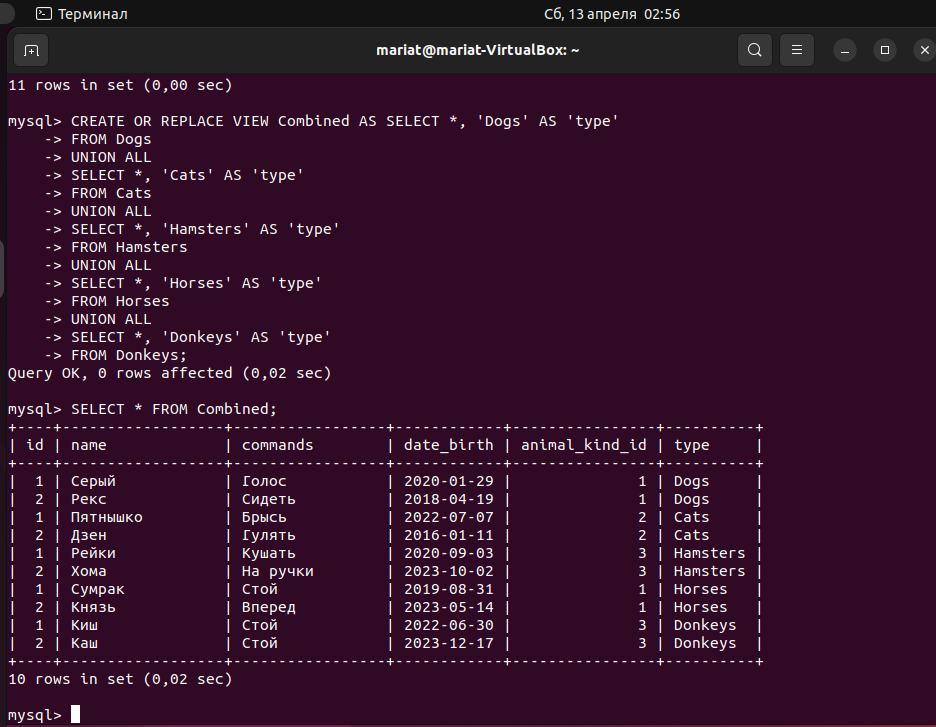 Терминал
Сб, 13 апреля 02:56
mariat@mariat-VirtualBox: ~
11 rows in set (0,00 sec)
mysql> CREATE OR REPLACE VIEW Combined AS SELECT *, 'Dogs' AS 'type'
    -> FROM Dogs
    -> UNION ALL
    -> SELECT *, 'Cats' AS 'type'
    -> FROM Cats
    -> UNION ALL
    -> SELECT *, 'Hamsters' AS 'type'
    -> FROM Hamsters
    -> UNION ALL
    -> SELECT *, 'Horses' AS 'type'
    -> FROM Horses
    -> UNION ALL
    -> SELECT *, 'Donkeys' AS 'type'
    -> FROM Donkeys;
Query OK, 0 rows affected (0,02 sec)
mysql> SELECT * FROM Combined;
+----+------------------+-----------------+------------+----------------+----------+
| id | name             | commands        | date_birth | animal_kind_id | type     |
+----+------------------+-----------------+------------+----------------+----------+
|  1 | Серый            | Голос           | 2020-01-29 |              1 | Dogs     |
|  2 | Рекс             | Сидеть          | 2018-04-19 |              1 | Dogs     |
|  1 | Пятнышко         | Брысь           | 2022-07-07 |              2 | Cats     |
|  2 | Дзен             | Гулять          | 2016-01-11 |              2 | Cats     |
|  1 | Рейки            | Кушать          | 2020-09-03 |              3 | Hamsters |
|  2 | Хома             | На ручки        | 2023-10-02 |              3 | Hamsters |
|  1 | Сумрак           | Стой            | 2019-08-31 |              1 | Horses   |
|  2 | Князь            | Вперед          | 2023-05-14 |              1 | Horses   |
|  1 | Киш              | Стой            | 2022-06-30 |              3 | Donkeys  |
|  2 | Каш              | Стой            | 2023-12-17 |              3 | Donkeys  |
+----+------------------+-----------------+------------+----------------+----------+
10 rows in set (0,02 sec)
mysql>